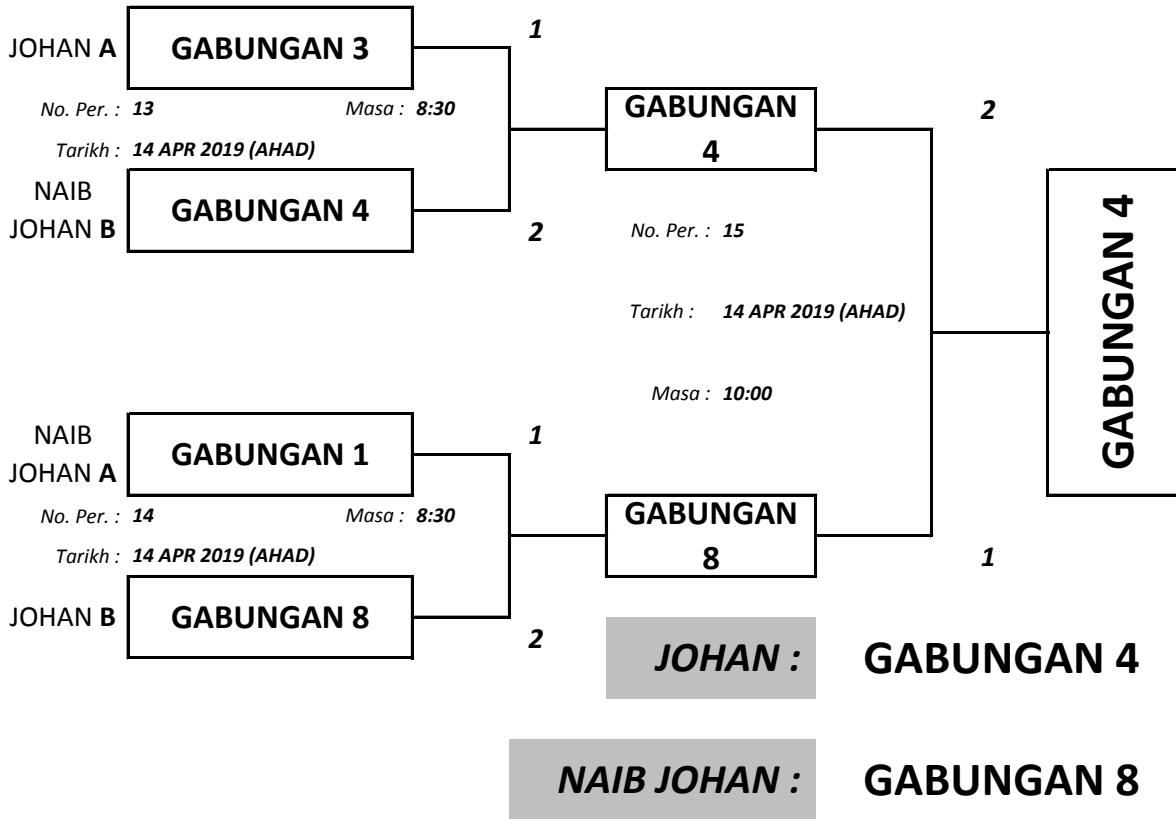 1
JOHAN A GABUNGAN 3
No. Per. : 13 Masa : 8:30
Tarikh : 14 APR 2019 (AHAD)
NAIB
JOHAN B
GABUNGAN 4
2
GABUNGAN
4
2
No. Per. : 15
Tarikh : 14 APR 2019 (AHAD)
Masa : 10:00
GABUNGAN 4
NAIB
JOHAN A
GABUNGAN 1
1
No. Per. : 14 Masa : 8:30
Tarikh : 14 APR 2019 (AHAD)
JOHAN B GABUNGAN 8
2
GABUNGAN
8
1
JOHAN : GABUNGAN 4
NAIB JOHAN : GABUNGAN 8